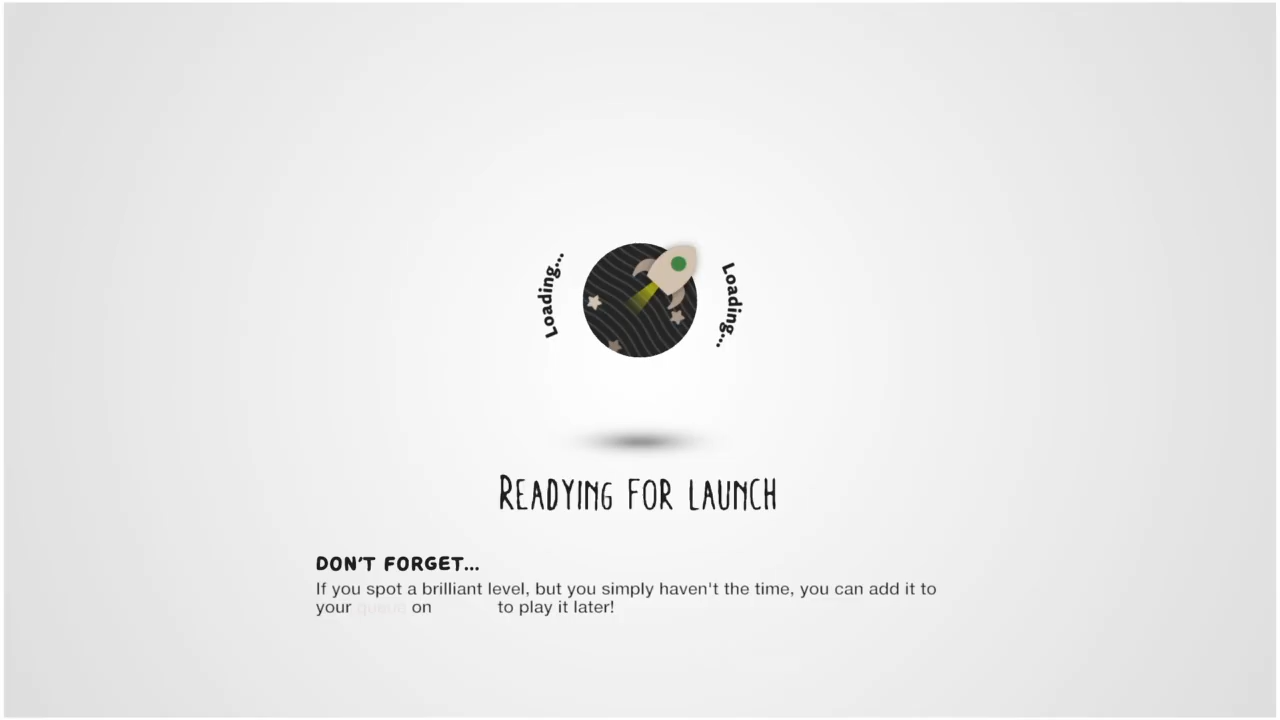 Loading...
Loading...
READYING FOR LAUNCH
DON'T FORGET...
If you spot a brilliant level, but you simply haven't the time, you can add it to
your queue on to play it later!